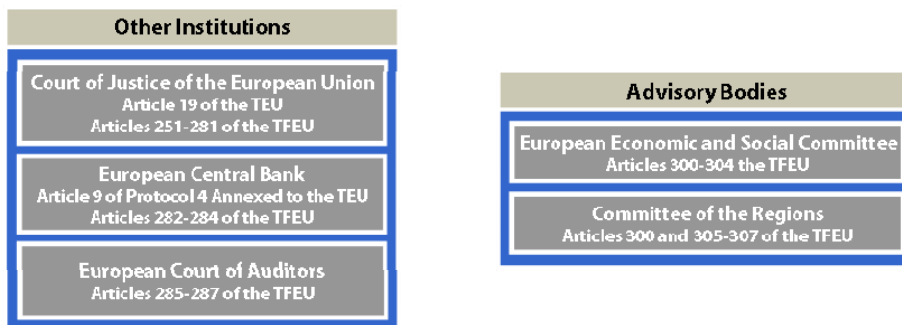 Other Institutions
Court of Justice of the European Union
Article 19 of the TEU
Articles 251-281 of the TFEU
European Central Bank
Article 9 of Protocol 4 Annexed to the TEU
Articles 282-284 of the TFEU
European Court of Auditors
Articles 285-287 of the TFEU
Advisory Bodies
European Economic and Social Committee
Articles 300-304 the TFEU
Committee of the Regions
Articles 300 and 305-307 of the TFEU